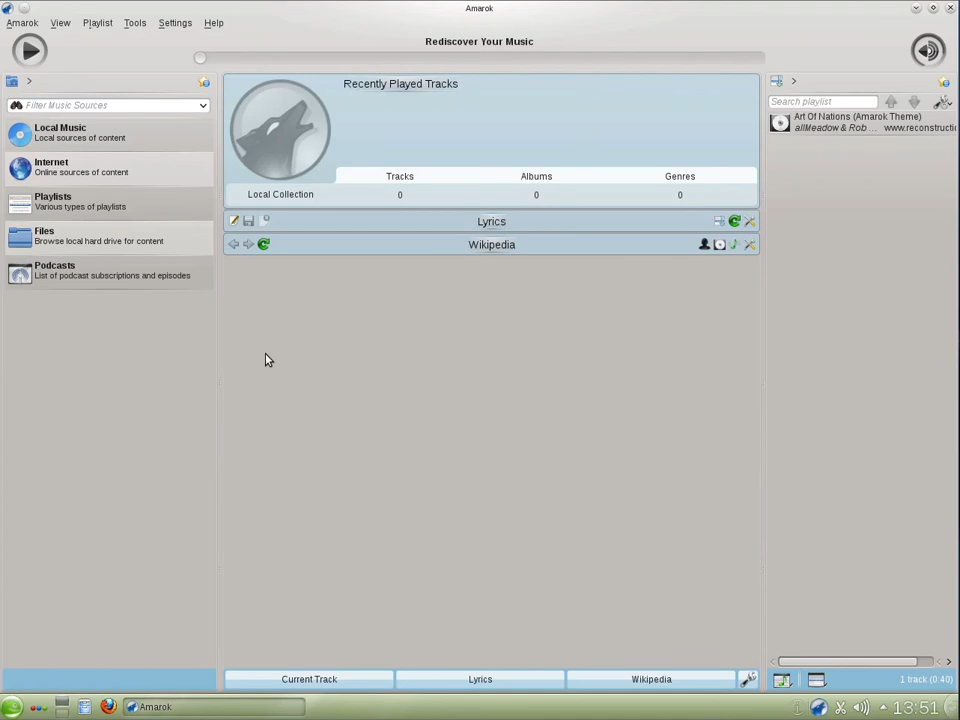 Amarok
Amarok View Playlist Tools Settings Help
Rediscover Your Music
Filter Music Sources
Local Music
Local sources of content
Internet
Online sources of content
Playlists
Various types of playlists
Files
Browse local hard drive for content
Podcasts
List of podcast subscriptions and episodes
Recently Played Tracks
Tracks Albums Genres
Local Collection 0 0 0
Lyrics
Wikipedia
Search playlist
Art Of Nations (Amarok Theme)
allMeadow & Rob ... www.reconstructi
Current Track Lyrics Wikipedia
1 track (0:40)
Amarok
13:51